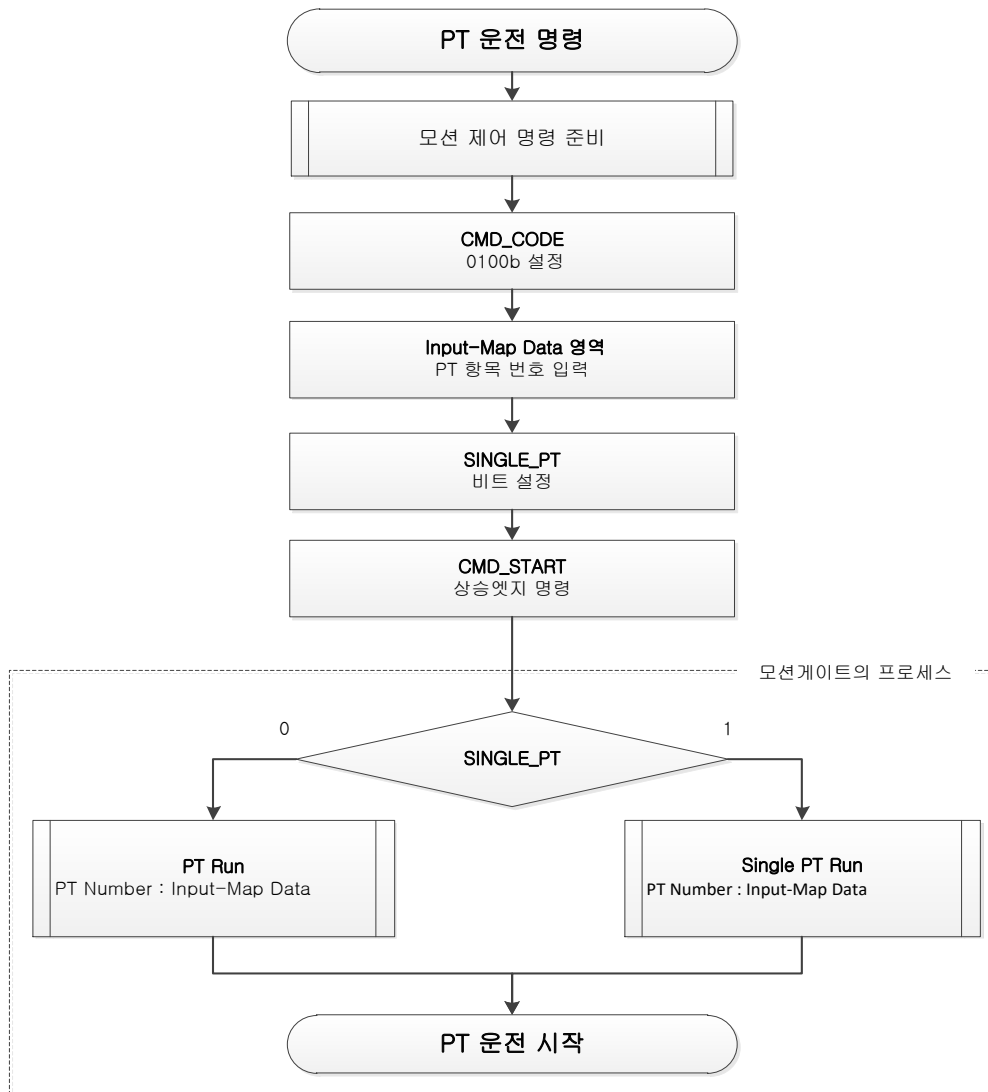 PT 운전 명령
모션 제어 명령 준비
CMD_CODE
0100b 설정
Input-Map Data 영역
PT 항목 번호 입력
SINGLE_PT
비트 설정
CMD_START
상승엣지 명령
모션게이트의 프로세스
0
1
SINGLE_PT
PT Run
PT Number : Input-Map Data
Single PT Run
PT Number : Input-Map Data
PT 운전 시작